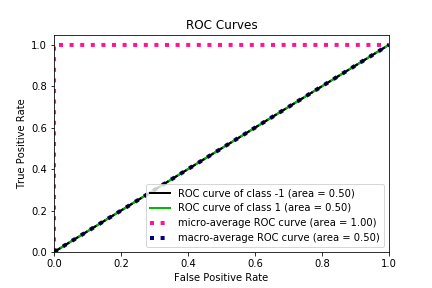 ROC Curves
True Positive Rate
1.0
0.8
0.6
0.4
0.2
0.0
ROC curve of class -1 (area = 0.50)
ROC curve of class 1 (area = 0.50)
micro-average ROC curve (area = 1.00)
macro-average ROC curve (area = 0.50)
0.0 0.2 0.4 0.6 0.8 1.0
False Positive Rate